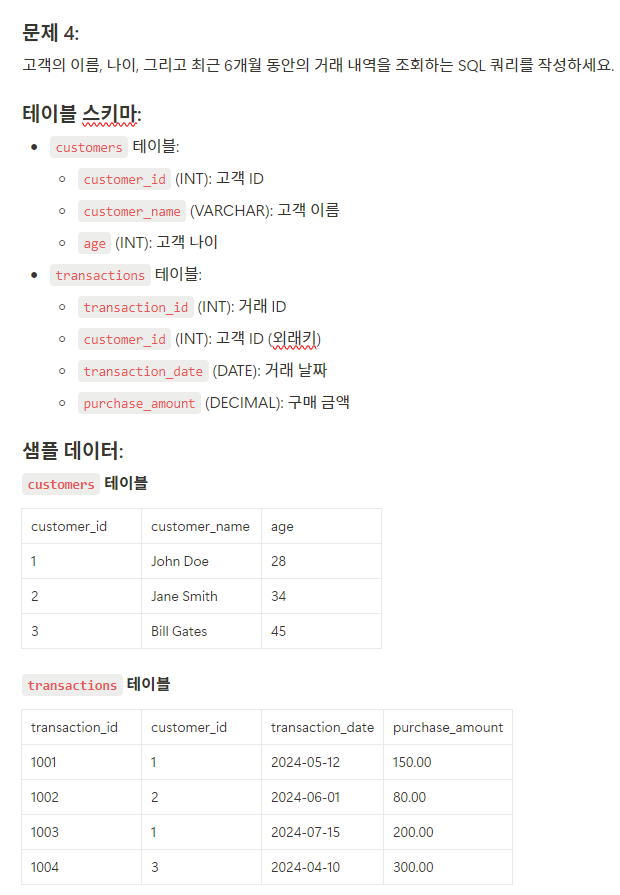 문제 4:
고객의 이름, 나이, 그리고 최근 6개월 동안의 거래 내역을 조회하는 SQL 쿼리를 작성하세요.
테이블 스키마:
customers 테이블:
customer_id (INT): 고객 ID
customer_name (VARCHAR): 고객 이름
age (INT): 고객 나이
transactions 테이블:
transaction_id (INT): 거래 ID
customer_id (INT): 고객 ID (외래키)
transaction_date (DATE): 거래 날짜
purchase_amount (DECIMAL): 구매 금액
샘플 데이터:
customers 테이블
customer_id customer_name age
1 John Doe 28
2 Jane Smith 34
3 Bill Gates 45
transactions 테이블
transaction_id customer_id transaction_date purchase_amount
1001 1 2024-05-12 150.00
1002 2 2024-06-01 80.00
1003 1 2024-07-15 200.00
1004 3 2024-04-10 300.00